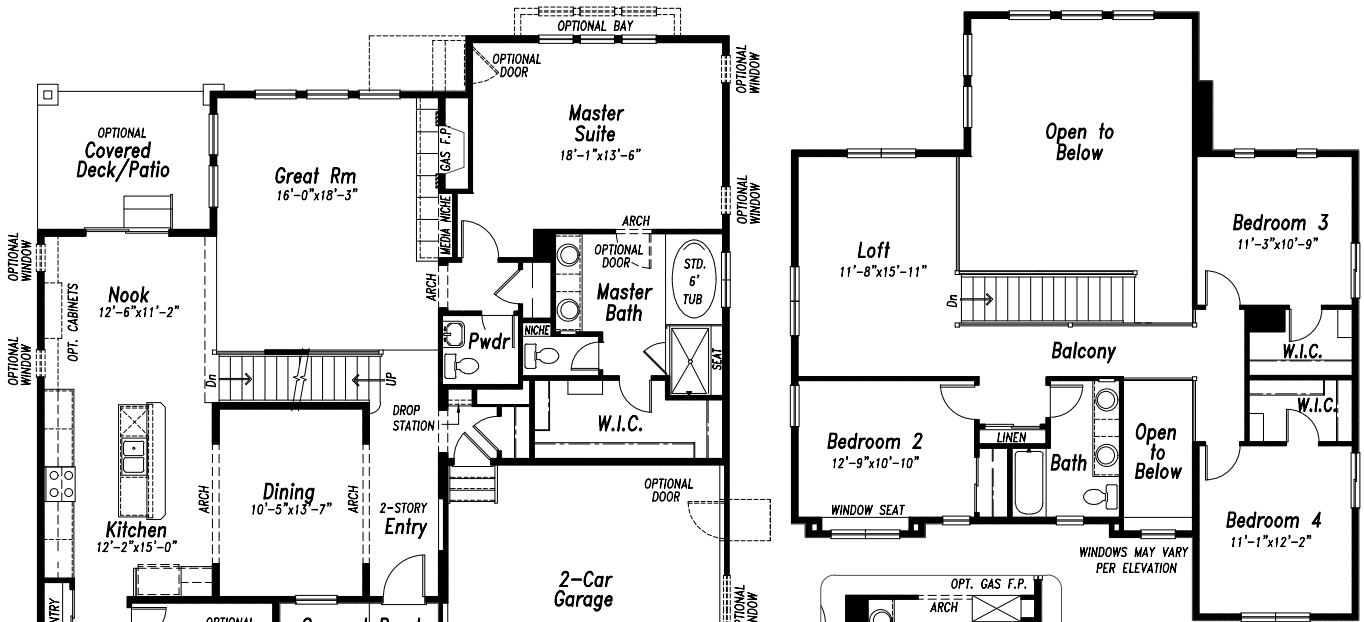 OPTIONAL BAY
OPTIONAL
DOOR
OPTIONAL
WINDOW
Master
Suite
18'-1"x13'-6"
OPTIONAL
Covered
Deck/Patio
Great Rm
16'-0"x18'-3"
GAS F.P.
MEDIA NICHE
OPTIONAL
WINDOW
ARCH
OPTIONAL
DOOR
STD.
6'
TUB
Master
Bath
OPTIONAL
WINDOW
Nook
12'-6"x11'-2"
OPT. CABINETS
ARCH
NICHE
Pwdr
SEAT
OPTIONAL
WINDOW
Dn
UP
DROP
STATION
W.I.C.
Dining
10'-5"x13'-7"
ARCH
ARCH
2-STORY
Entry
OPTIONAL
DOOR
Kitchen
12'-2"x15'-0"
2-Car
Garage
OPTIONAL
WINDOW
NTRY
OPTIONAL
Open to
Below
Loft
11'-8"x15'-11"
Bedroom 3
11'-3"x10'-9"
Dn
Balcony
W.I.C.
W.I.C.
Bedroom 2
12'-9"x10'-10"
LINEN
Bath
Open
to
Below
WINDOW SEAT
Bedroom 4
11'-1"x12'-2"
WINDOWS MAY VARY
PER ELEVATION
OPT. GAS F.P.
ARCH